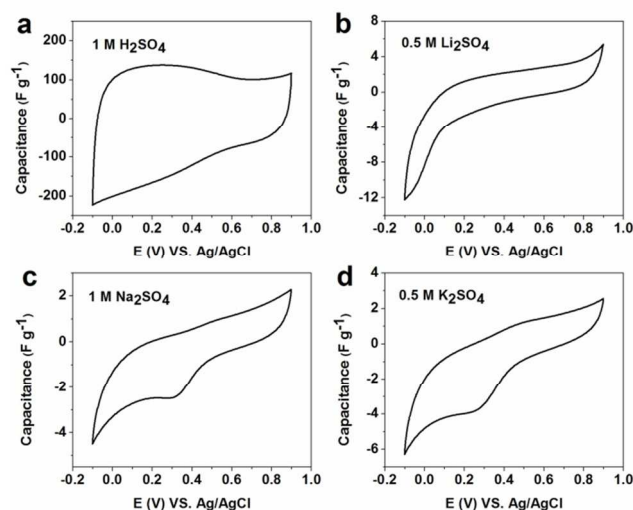 a
1 M H2SO4
Capacitance (F g-1)
200
100
0
-100
-200
-0.2 0.0 0.2 0.4 0.6 0.8 1.0
E (V) VS. Ag/AgCl
b
0.5 M Li2SO4
Capacitance (F g-1)
8
4
0
-4
-8
-12
-0.2 0.0 0.2 0.4 0.6 0.8 1.0
E (V) VS. Ag/AgCl
c
1 M Na2SO4
Capacitance (F g-1)
2
0
-2
-4
-0.2 0.0 0.2 0.4 0.6 0.8 1.0
E (V) VS. Ag/AgCl
d
0.5 M K2SO4
Capacitance (F g-1)
4
2
0
-2
-4
-6
-0.2 0.0 0.2 0.4 0.6 0.8 1.0
E (V) VS. Ag/AgCl